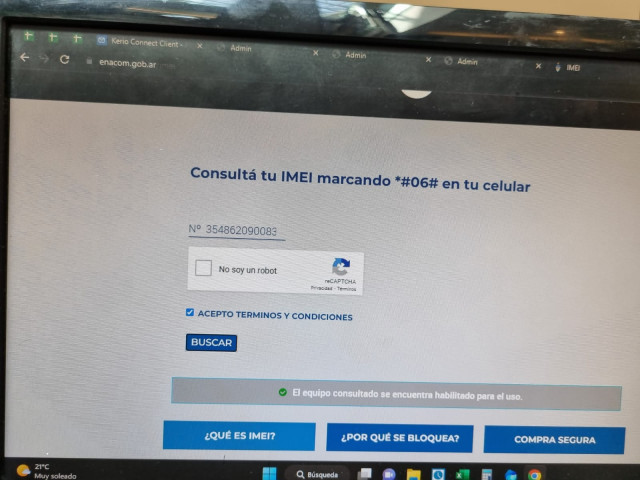 Kerio Connect Client -
Admin
Admin
Admin
IMEI
enacom.gob.ar
Consultá tu IMEI marcando *#06# en tu celular
Nº 354862090083
No soy un robot
reCAPTCHA
Privacidad - Términos
ACEPTO TERMINOS Y CONDICIONES
BUSCAR
El equipo consultado se encuentra habilitado para el uso.
¿QUÉ ES IMEI?
¿POR QUÉ SE BLOQUEA?
COMPRA SEGURA
21°C
Muy soleado
Búsqueda